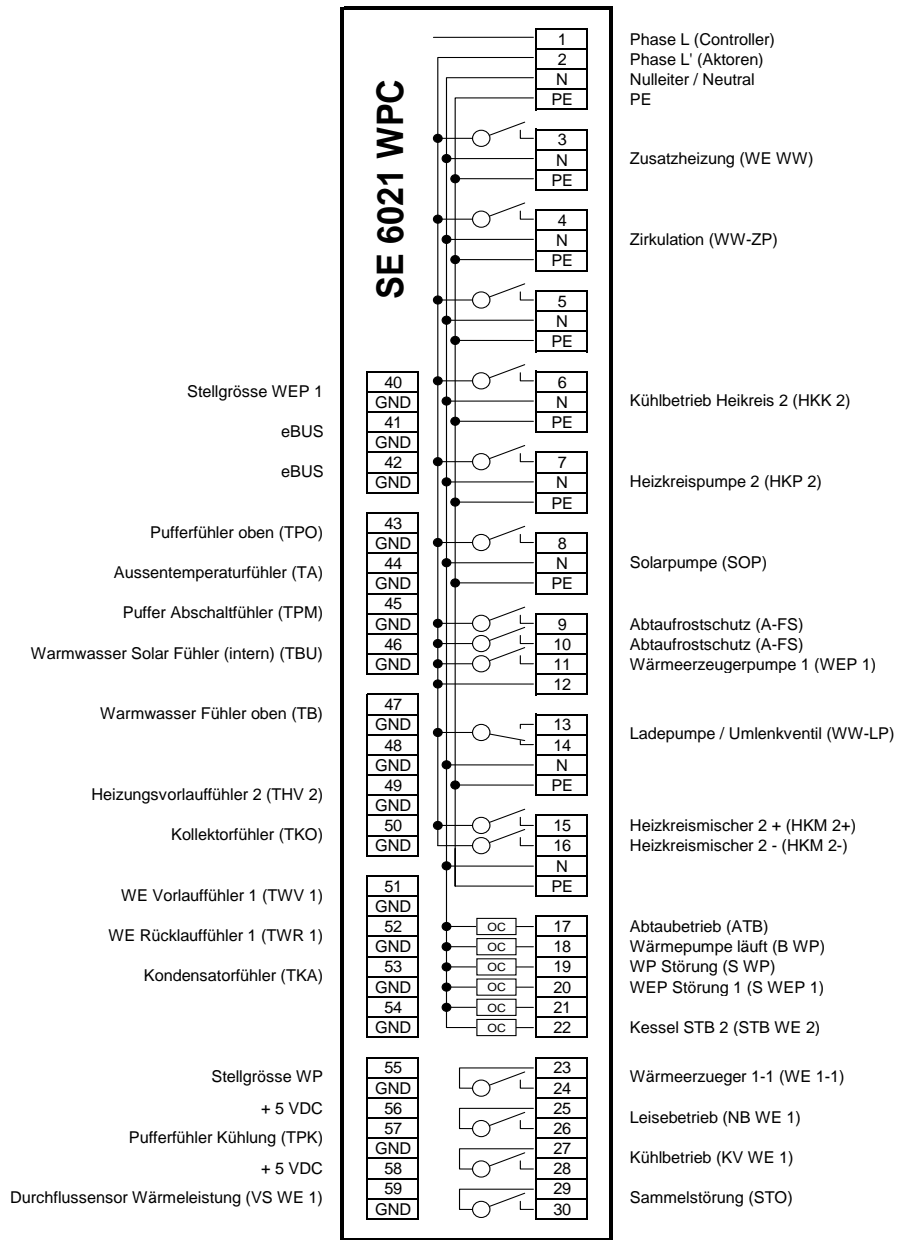 SE 6021 WPC
1 Phase L (Controller)
2 Phase L' (Aktoren)
N Nulleiter / Neutral
PE PE
3
N Zusatzheizung (WE WW)
PE
4
N Zirkulation (WW-ZP)
PE
5
N
PE
6
N Kühlbetrieb Heikreis 2 (HKK 2)
PE
7
N Heizkreispumpe 2 (HKP 2)
PE
8
N Solarpumpe (SOP)
PE
9 Abtaufrostschutz (A-FS)
10 Abtaufrostschutz (A-FS)
11 Wärmeerzeugerpumpe 1 (WEP 1)
12
13
Ladepumpe / Umlenkventil (WW-LP)
14
N
PE
15 Heizkreismischer 2 + (HKM 2+)
16 Heizkreismischer 2 - (HKM 2-)
N
PE
OC 17 Abtaubetrieb (ATB)
OC 18 Wärmepumpe läuft (B WP)
OC 19 WP Störung (S WP)
OC 20 WEP Störung 1 (S WEP 1)
OC 21
OC 22 Kessel STB 2 (STB WE 2)
23
Wärmeerzueger 1-1 (WE 1-1)
24
25
Leisebetrieb (NB WE 1)
26
27
Kühlbetrieb (KV WE 1)
28
29
Sammelstörung (STO)
30
Stellgrösse WEP 1
40
GND
eBUS
41
GND
eBUS
42
GND
Pufferfühler oben (TPO)
43
GND
Aussentemperaturfühler (TA)
44
GND
Puffer Abschaltfühler (TPM)
45
GND
Warmwasser Solar Fühler (intern) (TBU)
46
GND
Warmwasser Fühler oben (TB)
47
GND
48
GND
Heizungsvorlauffühler 2 (THV 2)
49
GND
Kollektorfühler (TKO)
50
GND
WE Vorlauffühler 1 (TWV 1)
51
GND
WE Rücklauffühler 1 (TWR 1)
52
GND
Kondensatorfühler (TKA)
53
GND
54
GND
Stellgrösse WP
55
GND
+ 5 VDC 56
Pufferfühler Kühlung (TPK)
57
GND
+ 5 VDC 58
Durchflussensor Wärmeleistung (VS WE 1)
59
GND